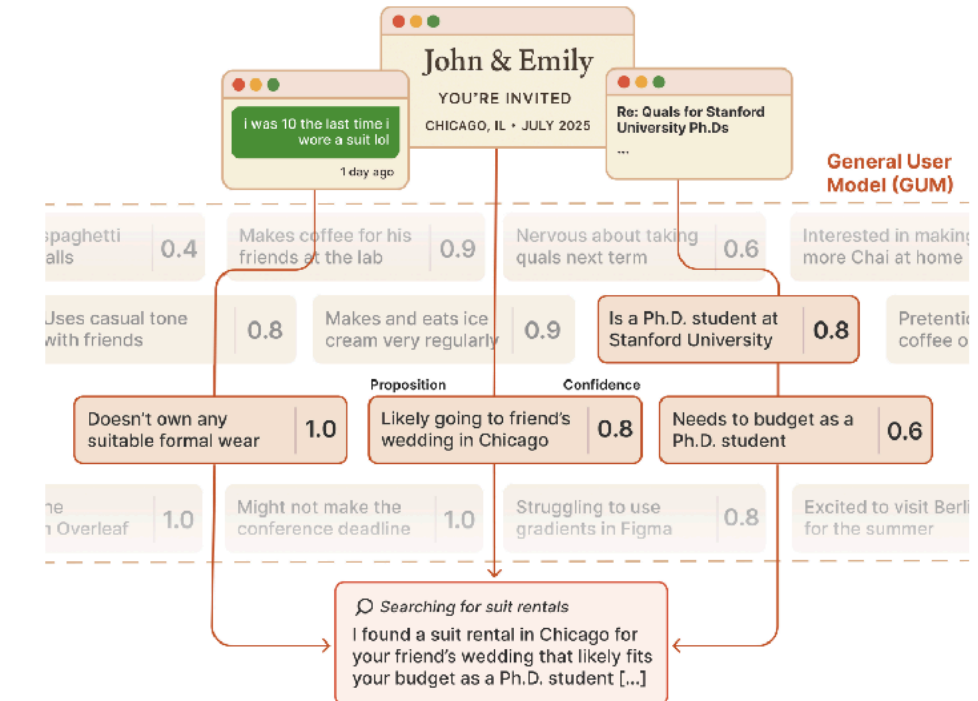 John & Emily
YOU'RE INVITED
CHICAGO, IL • JULY 2025
i was 10 the last time i
wore a suit lol
1 day ago
Re: Quals for Stanford
University Ph.Ds
...
General User
Model (GUM)
spaghetti
alls
0.4
Makes coffee for his
friends at the lab
0.9
Nervous about taking
quals next term
0.6
Interested in making
more Chai at home
Uses casual tone
with friends
0.8
Makes and eats ice
cream very regularly
0.9
Is a Ph.D. student at
Stanford University
0.8
Pretentio
coffee o
Proposition
Confidence
Doesn't own any
suitable formal wear
1.0
Likely going to friend's
wedding in Chicago
0.8
Needs to budget as a
Ph.D. student
0.6
ne
n Overleaf
1.0
Might not make the
conference deadline
1.0
Struggling to use
gradients in Figma
0.8
Excited to visit Berli
for the summer
Searching for suit rentals
I found a suit rental in Chicago for
your friend's wedding that likely fits
your budget as a Ph.D. student [...]